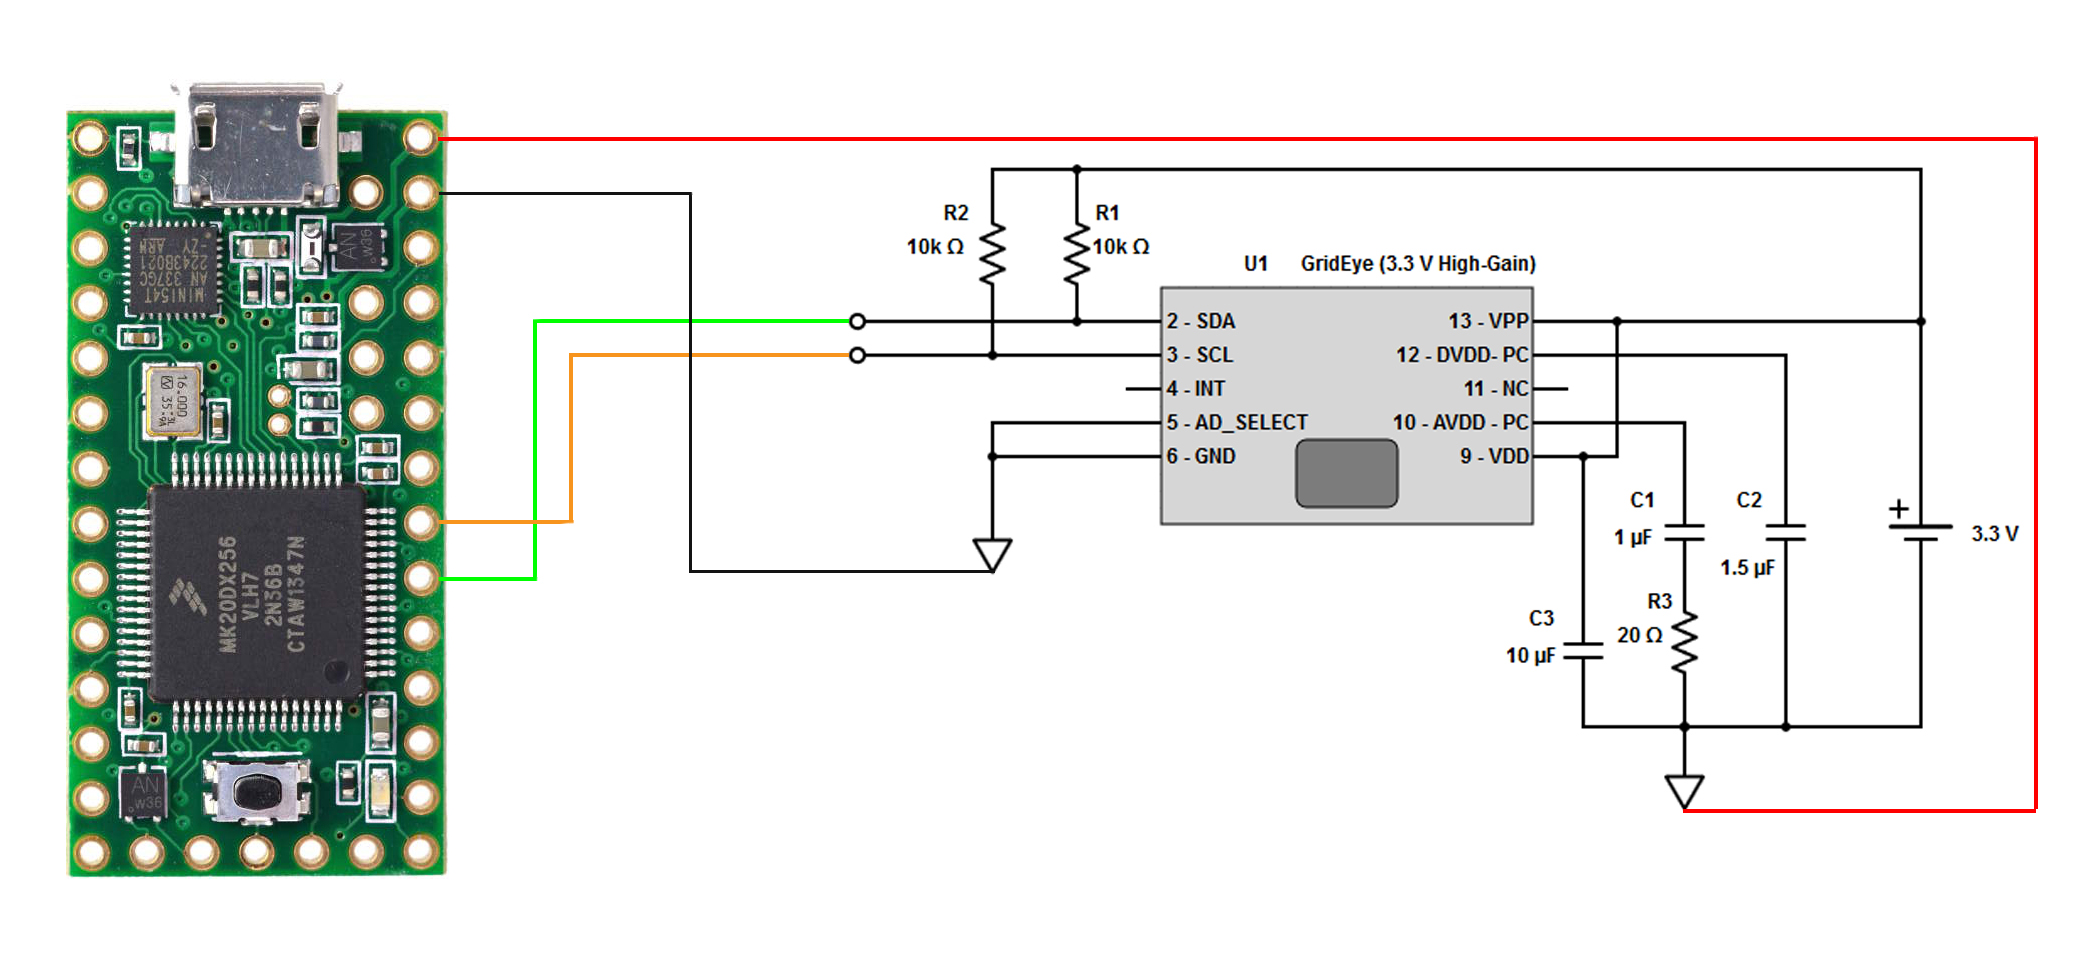 MINI54T
AN 337GC
2243B021
-ZY ARM
AN
w36
16.000
35
MK20DX256
VLH7
2N36B
CTAW1347N
AN
w36
R2
10k Ω
R1
10k Ω
U1 GridEye (3.3 V High-Gain)
2 - SDA
3 - SCL
4 - INT
5 - AD_SELECT
6 - GND
13 - VPP
12 - DVDD- PC
11 - NC
10 - AVDD - PC
9 - VDD
C1
1 µF
C2
1.5 µF
R3
20 Ω
C3
10 µF
+
3.3 V